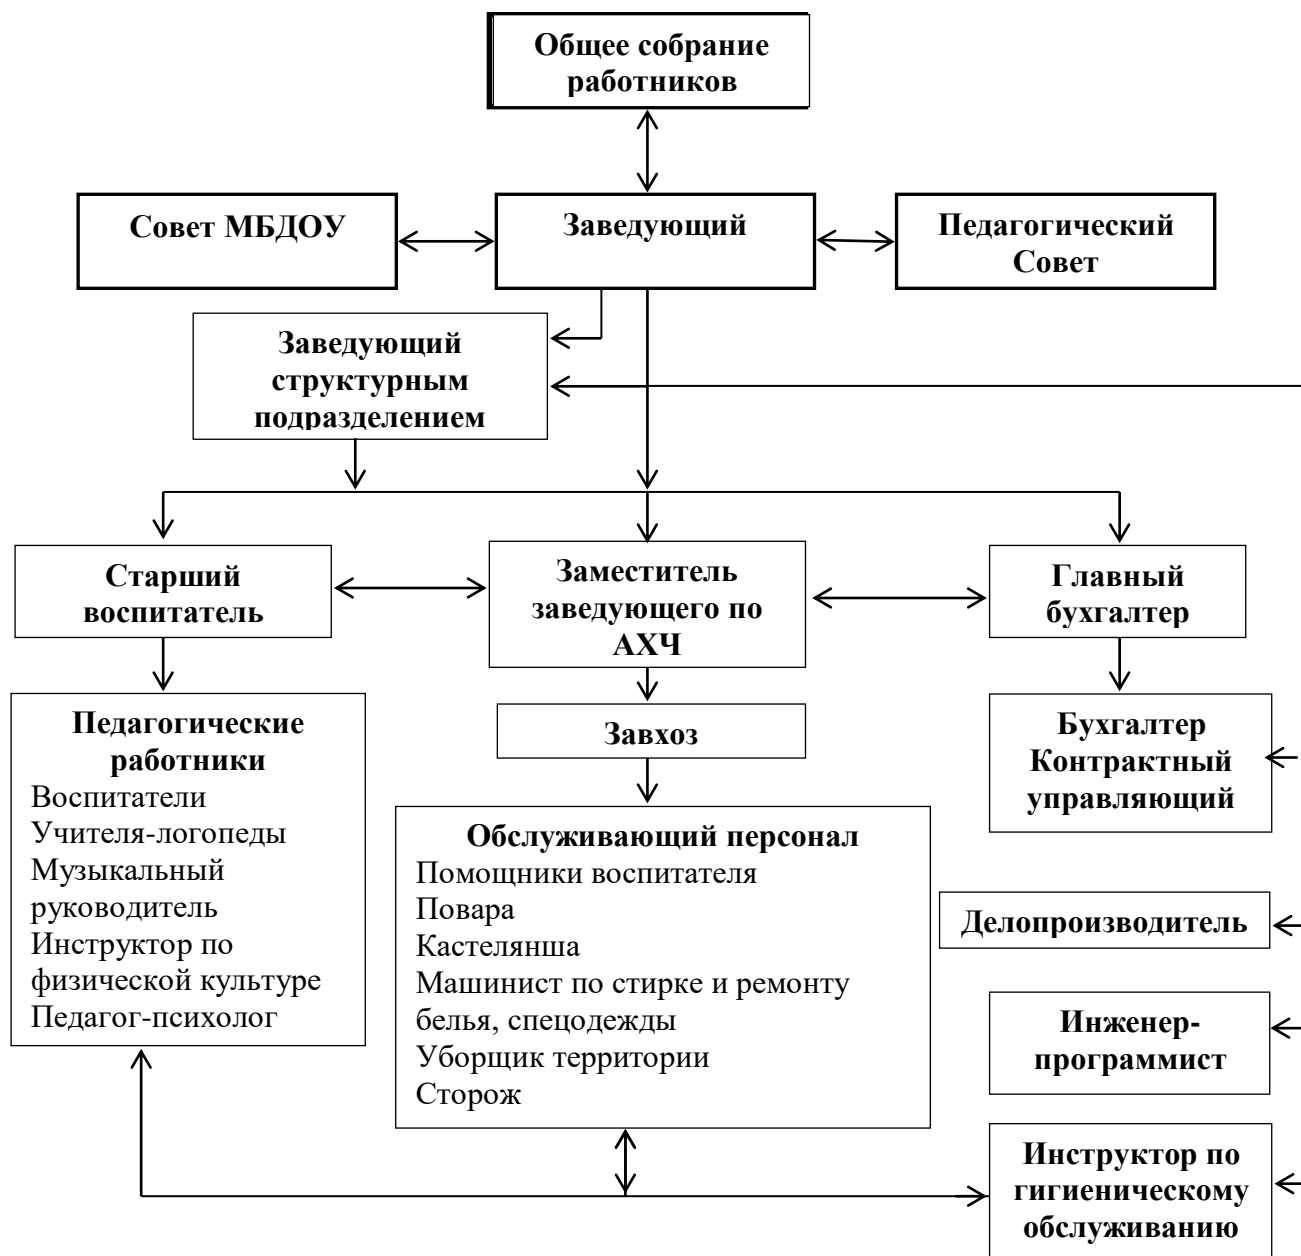 Общее собрание
работников
Совет МБДОУ
Заведующий
Педагогический
Совет
Заведующий
структурным
подразделением
Старший
воспитатель
Заместитель
заведующего по
АХЧ
Главный
бухгалтер
Педагогические
работники
Воспитатели
Учителя-логопеды
Музыкальный
руководитель
Инструктор по
физической культуре
Педагог-психолог
Завхоз
Обслуживающий персонал
Помощники воспитателя
Повара
Кастелянша
Машинист по стирке и ремонту
белья, спецодежды
Уборщик территории
Сторож
Бухгалтер
Контрактный
управляющий
Делопроизводитель
Инженер-
программист
Инструктор по
гигиеническому
обслуживанию